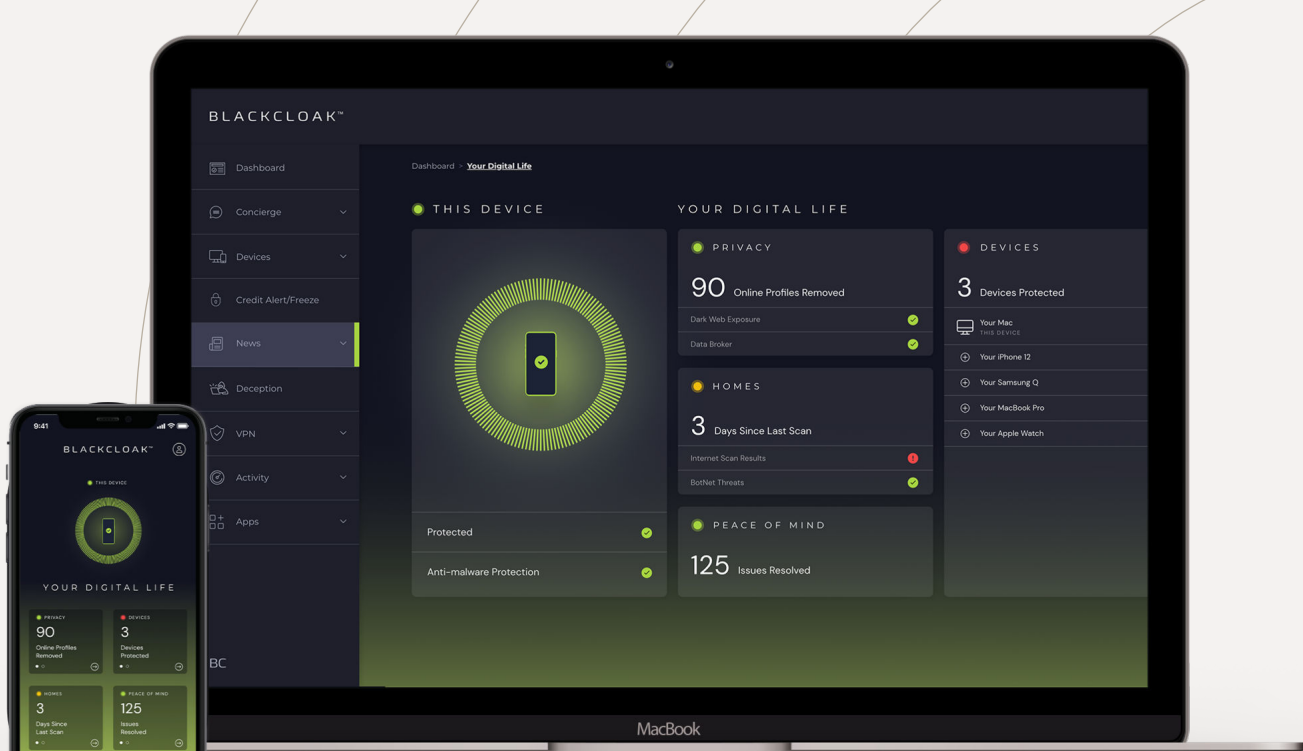 BLACKCLOAK™
Dashboard
Concierge
Devices
Credit Alert/Freeze
News
Deception
VPN
Activity
Apps
BC
Dashboard > Your Digital Life
THIS DEVICE
Protected
Anti-malware Protection
YOUR DIGITAL LIFE
PRIVACY
90 Online Profiles Removed
Dark Web Exposure
Data Broker
HOMES
3 Days Since Last Scan
Internet Scan Results
BotNet Threats
PEACE OF MIND
125 Issues Resolved
DEVICES
3 Devices Protected
Your Mac
THIS DEVICE
Your iPhone 12
Your Samsung Q
Your MacBook Pro
Your Apple Watch
MacBook
9:41
BLACKCLOAK™
THIS DEVICE
YOUR DIGITAL LIFE
PRIVACY
90
Online Profiles
Removed
DEVICES
3
Devices
Protected
HOMES
3
Days Since
Last Scan
PEACE OF MIND
125
Issues
Resolved